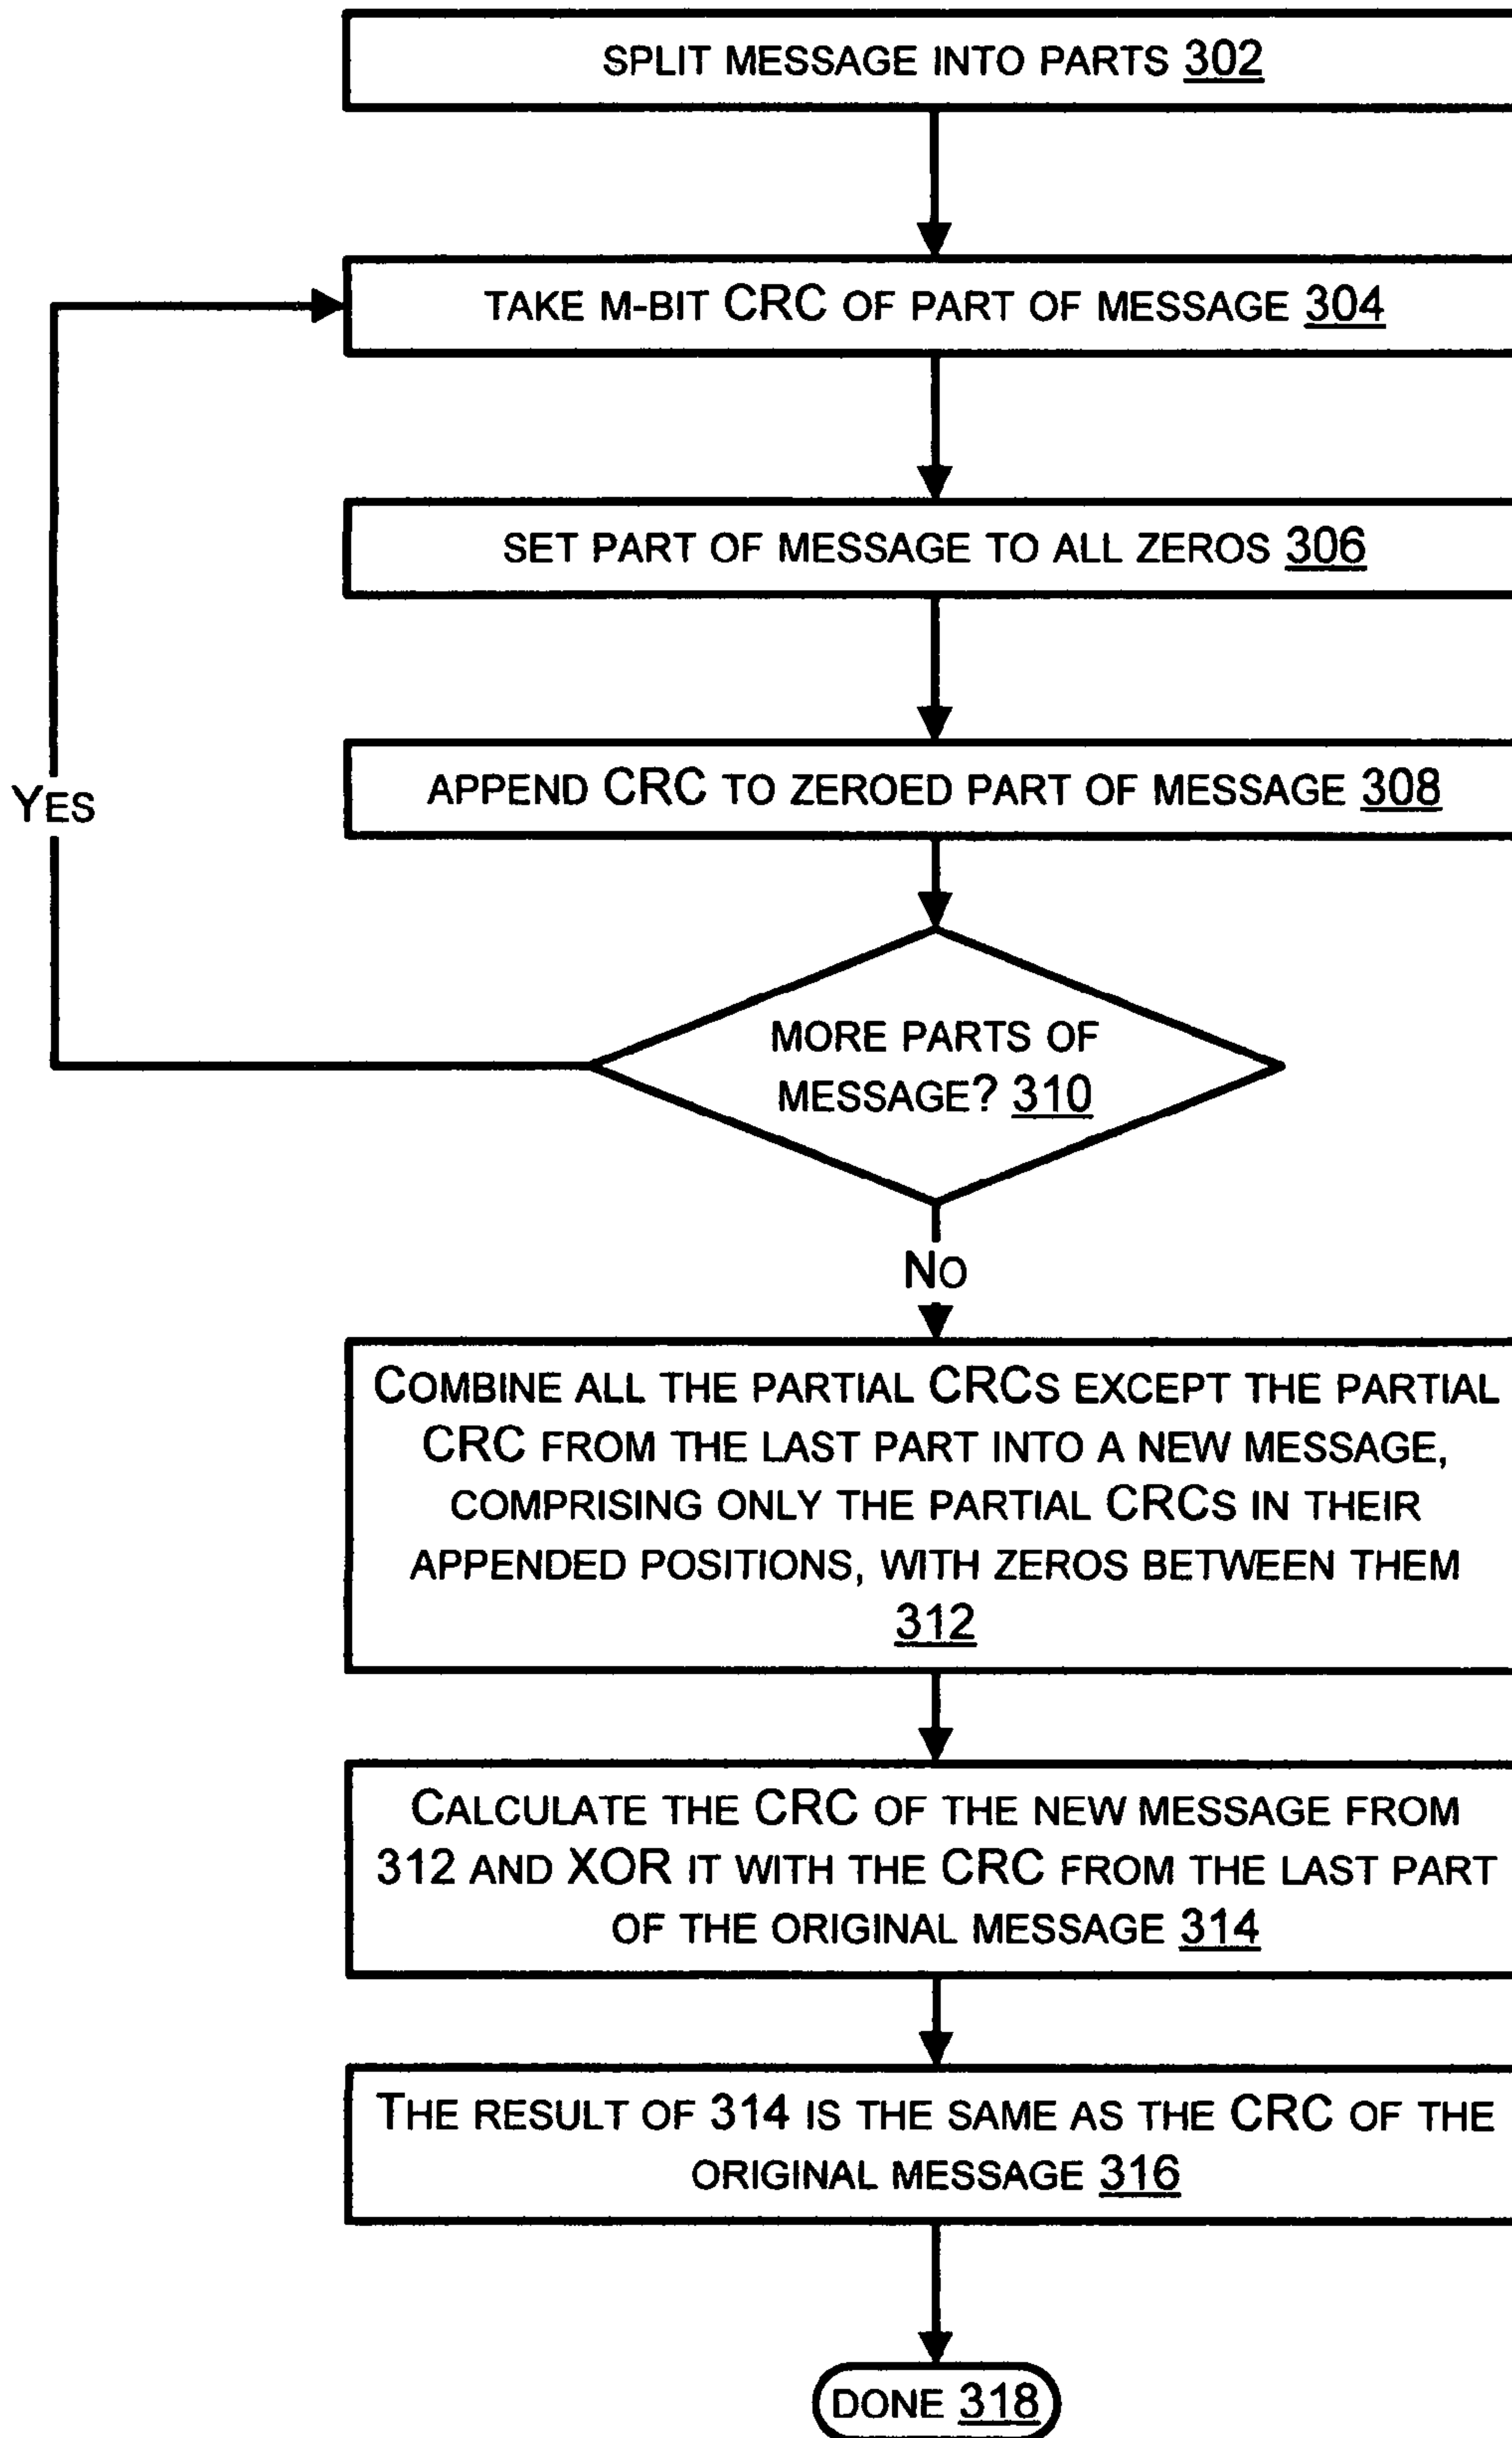 SPLIT MESSAGE INTO PARTS 302
TAKE M-BIT CRC OF PART OF MESSAGE 304
SET PART OF MESSAGE TO ALL ZEROS 306
APPEND CRC TO ZEROED PART OF MESSAGE 308
YES
MORE PARTS OF
MESSAGE? 310
NO
COMBINE ALL THE PARTIAL CRCS EXCEPT THE PARTIAL
CRC FROM THE LAST PART INTO A NEW MESSAGE,
COMPRISING ONLY THE PARTIAL CRCS IN THEIR
APPENDED POSITIONS, WITH ZEROS BETWEEN THEM
312
CALCULATE THE CRC OF THE NEW MESSAGE FROM
312 AND XOR IT WITH THE CRC FROM THE LAST PART
OF THE ORIGINAL MESSAGE 314
THE RESULT OF 314 IS THE SAME AS THE CRC OF THE
ORIGINAL MESSAGE 316
DONE 318